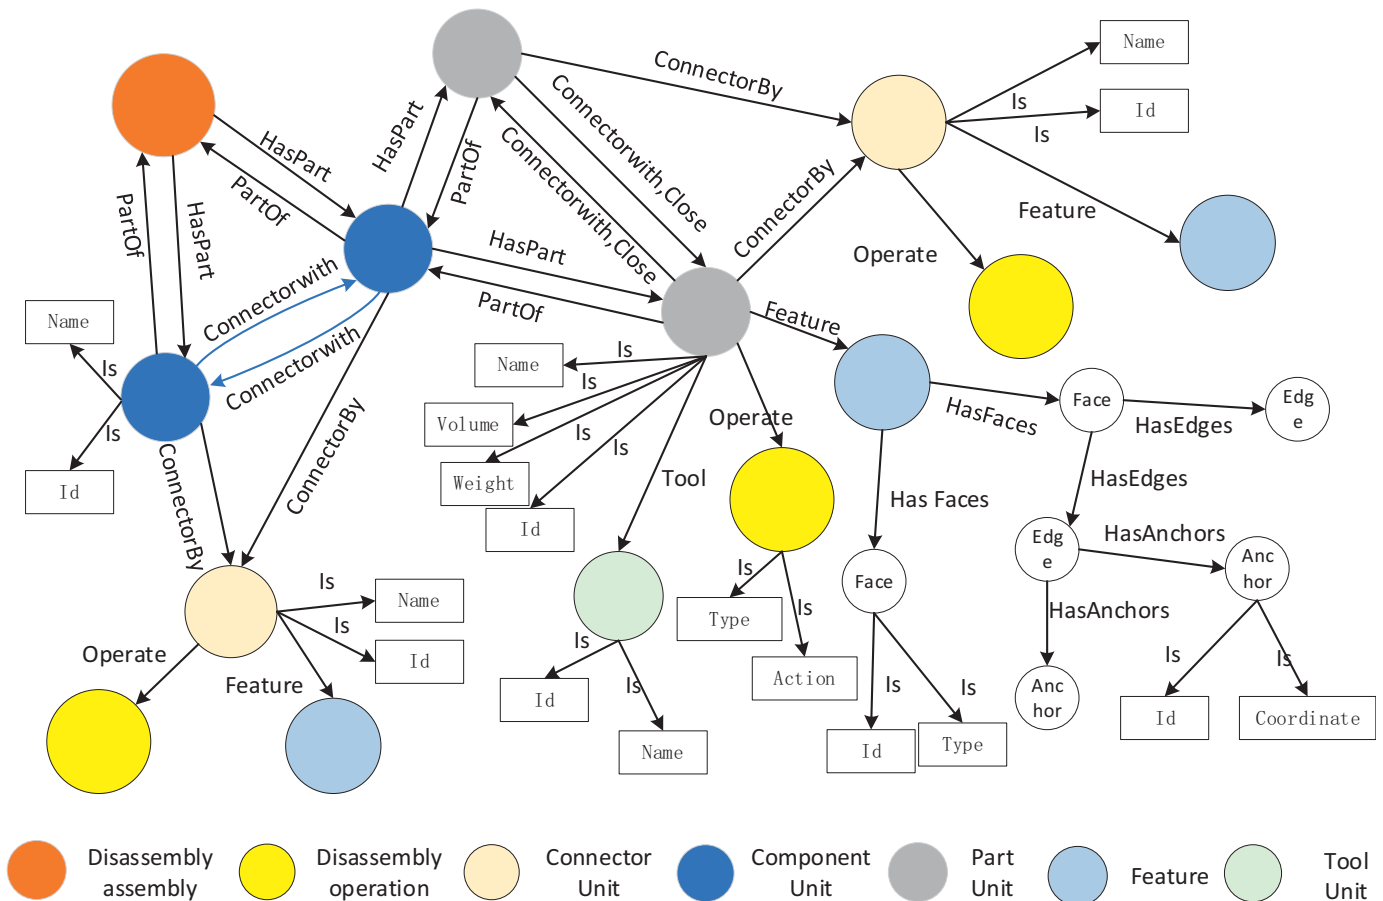 Name
ConnectorBy
Is
Id
Is
HasPart
HasPart
PartOf
Connectorwith,Close
Connectorwith,Close
ConnectorBy
Feature
Operate
PartOf
PartOf
HasPart
HasPart
PartOf
Connectorwith
Connectorwith
Name
Is
Is
Id
ConnectorBy
ConnectorBy
Feature
Name
Is
Is
Volume
Is
Weight
Is
Id
Operate
Tool
HasFaces
Face
HasEdges
Edg
e
HasEdges
Has Faces
Edg
e
HasAnchors
Anc
hor
Face
HasAnchors
Is
Name
Is
Id
Operate
Feature
Is
Id
Is
Name
Is
Type
Is
Action
Is
Id
Is
Type
Anc
hor
Is
Id
Is
Coordinate
Disassembly
assembly
Disassembly
operation
Connector
Unit
Component
Unit
Part
Unit
Feature
Tool
Unit